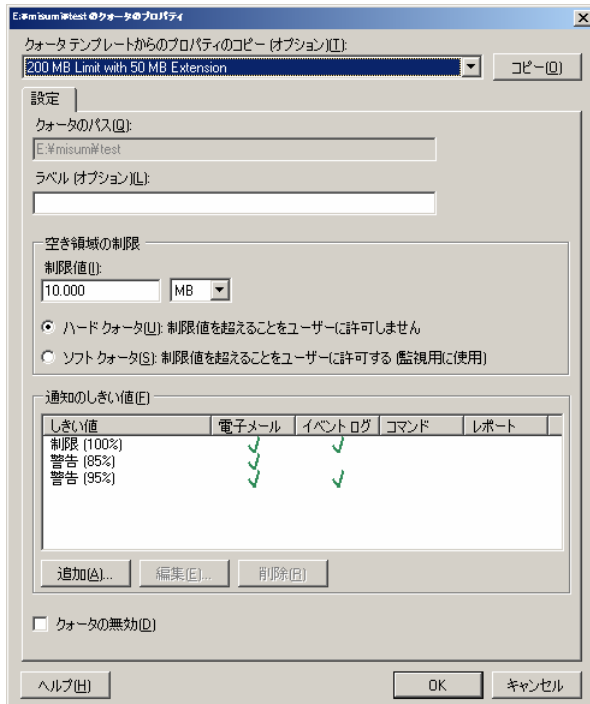 E:¥misum¥test のクォータのプロパティ
クォータ テンプレートからのプロパティのコピー (オプション)(T):
200 MB Limit with 50 MB Extension
コピー(O)
設定
クォータのパス(Q):
E:¥misum¥test
ラベル (オプション)(L):
空き領域の制限
制限値(I):
10.000 MB
ハード クォータ(U): 制限値を超えることをユーザーに許可しません
ソフト クォータ(S): 制限値を超えることをユーザーに許可する (監視用に使用)
通知のしきい値(F)
しきい値 電子メール イベント ログ コマンド レポート
制限 (100%)
警告 (85%)
警告 (95%)
追加(A)... 編集(E)... 削除(R)
クォータの無効(D)
ヘルプ(H) OK キャンセル